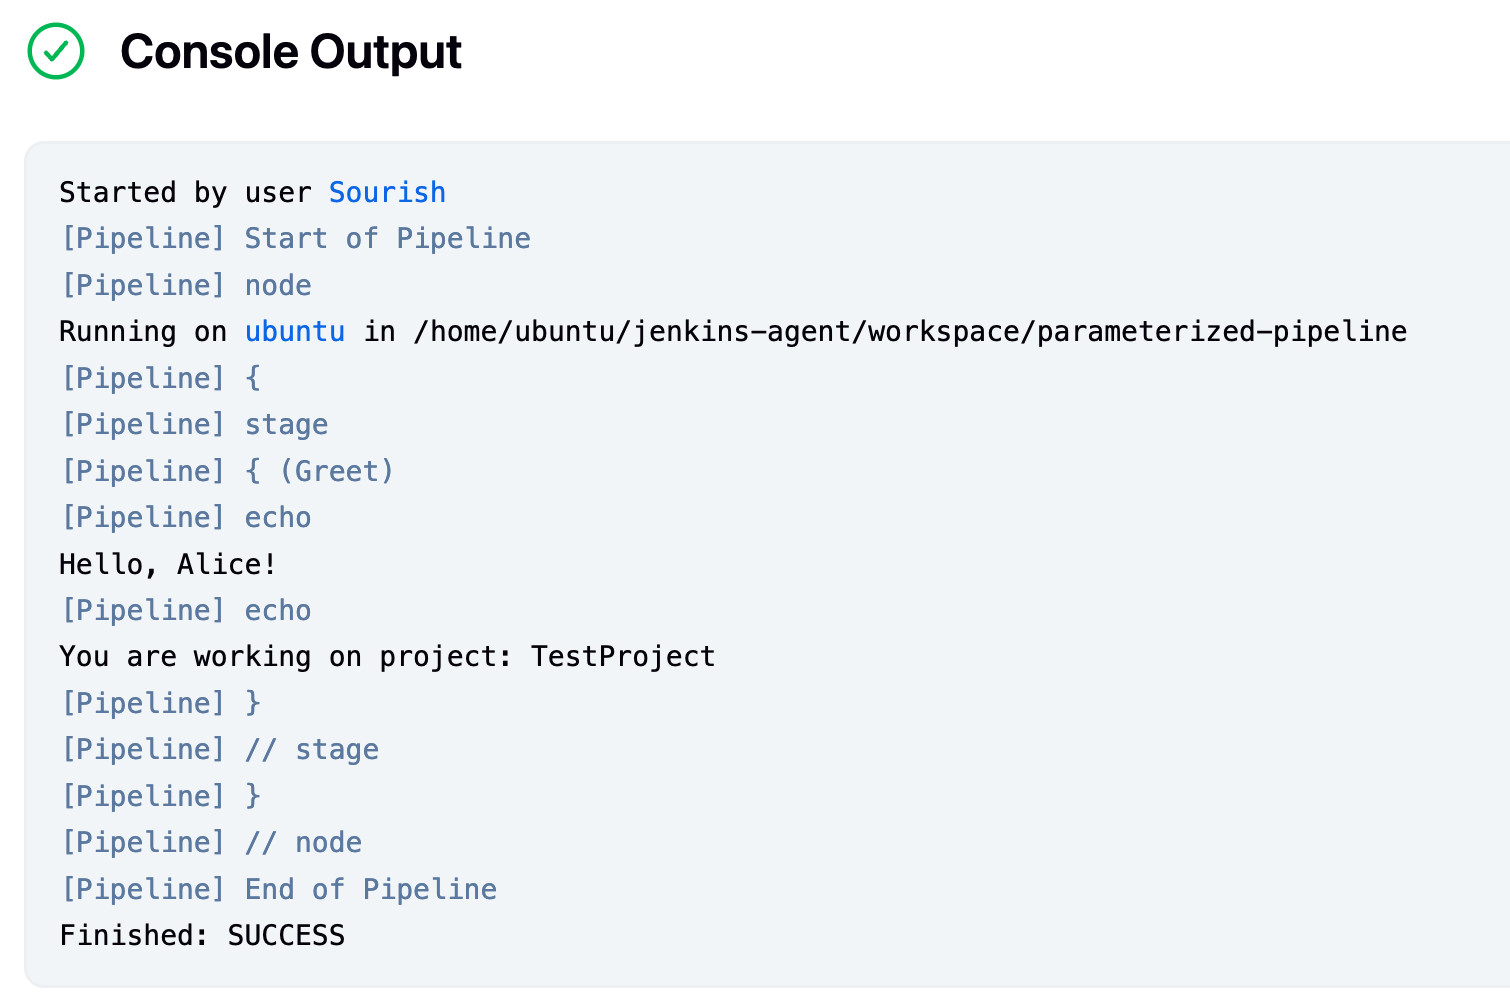 Console Output
Started by user Sourish
[Pipeline] Start of Pipeline
[Pipeline] node
Running on ubuntu in /home/ubuntu/jenkins-agent/workspace/parameterized-pipeline
[Pipeline] {
[Pipeline] stage
[Pipeline] { (Greet)
[Pipeline] echo
Hello, Alice!
[Pipeline] echo
You are working on project: TestProject
[Pipeline] }
[Pipeline] // stage
[Pipeline] }
[Pipeline] // node
[Pipeline] End of Pipeline
Finished: SUCCESS